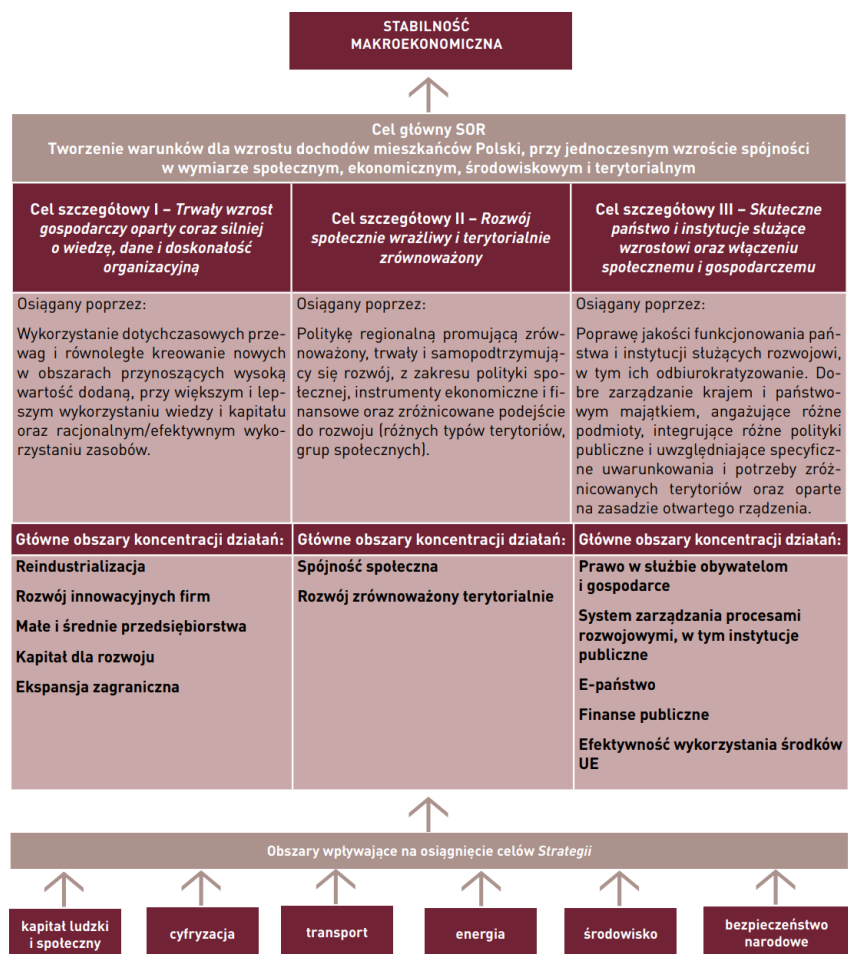 STABILNOŚĆ
MAKROEKONOMICZNA
Cel główny SOR
Tworzenie warunków dla wzrostu dochodów mieszkańców Polski, przy jednoczesnym wzroście spójności
w wymiarze społecznym, ekonomicznym, środowiskowym i terytorialnym
Cel szczegółowy I – Trwały wzrost
gospodarczy oparty coraz silniej
o wiedzę, dane i doskonałość
organizacyjną
Cel szczegółowy II – Rozwój
społecznie wrażliwy i terytorialnie
zrównoważony
Cel szczegółowy III – Skuteczne
państwo i instytucje służące
wzrostowi oraz włączeniu
społecznemu i gospodarczemu
Osiągany poprzez:
Wykorzystanie dotychczasowych prze-
wag i równoległe kreowanie nowych
w obszarach przynoszących wysoką
wartość dodaną, przy większym i lep-
szym wykorzystaniu wiedzy i kapitału
oraz racjonalnym/efektywnym wyko-
rzystaniu zasobów.
Osiągany poprzez:
Politykę regionalną promującą zrów-
noważony, trwały i samopodtrzymują-
cy się rozwój, z zakresu polityki spo-
łecznej, instrumenty ekonomiczne i fi-
nansowe oraz zróżnicowane podejście
do rozwoju (różnych typów terytoriów,
grup społecznych).
Osiągany poprzez:
Poprawę jakości funkcjonowania pań-
stwa i instytucji służących rozwojowi,
w tym ich odbiurokratyzowanie. Do-
bre zarządzanie krajem i państwo-
wym majątkiem, angażujące różne
podmioty, integrujące różne polityki
publiczne i uwzględniające specyficz-
ne uwarunkowania i potrzeby zróż-
nicowanych terytoriów oraz oparte
na zasadzie otwartego rządzenia.
Główne obszary koncentracji działań:
Reindustrializacja
Rozwój innowacyjnych firm
Małe i średnie przedsiębiorstwa
Kapitał dla rozwoju
Ekspansja zagraniczna
Główne obszary koncentracji działań:
Spójność społeczna
Rozwój zrównoważony terytorialnie
Główne obszary koncentracji działań:
Prawo w służbie obywatelom
i gospodarce
System zarządzania procesami
rozwojowymi, w tym instytucje
publiczne
E-państwo
Finanse publiczne
Efektywność wykorzystania środków
UE
Obszary wpływające na osiągnięcie celów Strategii
kapitał ludzki
i społeczny
cyfryzacja
transport
energia
środowisko
bezpieczeństwo
narodowe